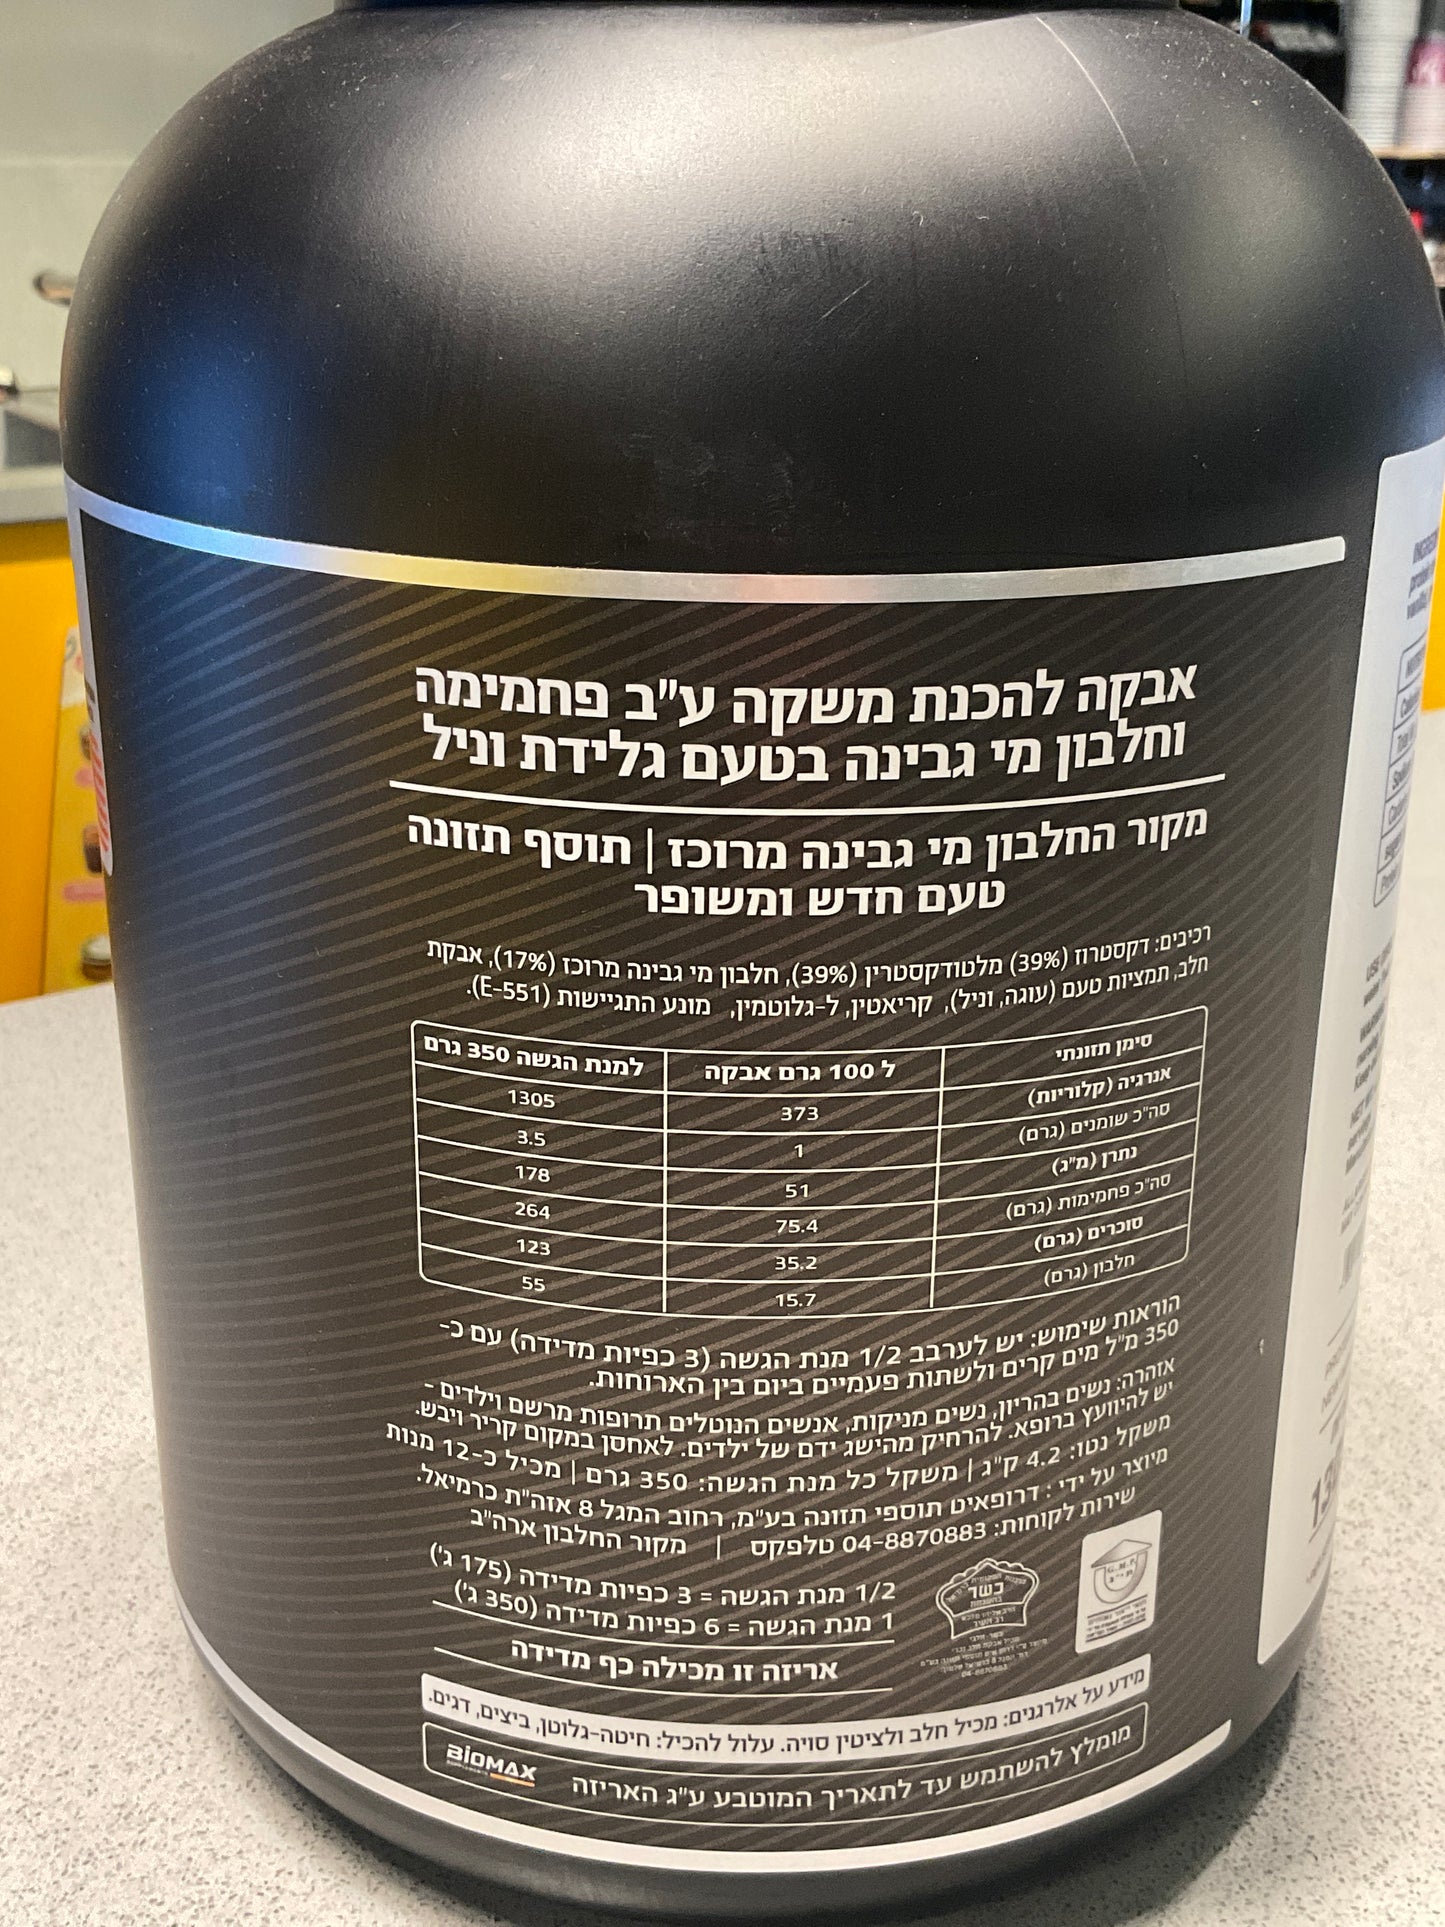 אבקה להכנת משקה ע"ב פחמימה
וחלבון מי גבינה בטעם גלידת וניל
מקור החלבון מי גבינה מרוכז | תוסף תזונה
טעם חדש ומשופר
רכיבים: דקסטרוז (39%) מלטודקסטרין (39%), חלבון מי גבינה מרוכז (17%), אבקת
חלב, תמציות טעם (עוגה, וניל), קריאטין, ל-גלוטמין, מונע התגיישות (E-551).
סימן תזונתי ל 100 גרם אבקה למנת הגשה 350 גרם
אנרגיה (קלוריות) 373 1305
סה"כ שומנים (גרם) 1 3.5
נתרן (מ"ג) 51 178
סה"כ פחמימות (גרם) 75.4 264
סוכרים (גרם) 35.2 123
חלבון (גרם) 15.7 55
הוראות שימוש: יש לערבב 1/2 מנת הגשה (3 כפיות מדידה) עם כ-
350 מ"ל מים קרים ולשתות פעמיים ביום בין הארוחות.
אזהרה: נשים בהריון, נשים מניקות, אנשים הנוטלים תרופות מרשם וילדים -
יש להיוועץ ברופא. להרחיק מהישג ידם של ילדים. לאחסן במקום קריר ויבש.
משקל נטו: 4.2 ק"ג | משקל כל מנת הגשה: 350 גרם | מכיל כ-12 מנות
מיוצר על ידי : דרופאיט תוספי תזונה בע"מ, רחוב המגל 8 אזה"ת כרמיאל.
שירות לקוחות: 04-8870883 טלפקס | מקור החלבון ארה"ב
1/2 מנת הגשה = 3 כפיות מדידה (175 ג')
1 מנת הגשה = 6 כפיות מדידה (350 ג')
אריזה זו מכילה כף מדידה
כשר
G.M.P.
04-8870883
מידע על אלרגנים: מכיל חלב ולציטין סויה. עלול להכיל: חיטה-גלוטן, ביצים, דגים.
מומלץ להשתמש עד לתאריך המוטבע ע"ג האריזה
BIOMAX